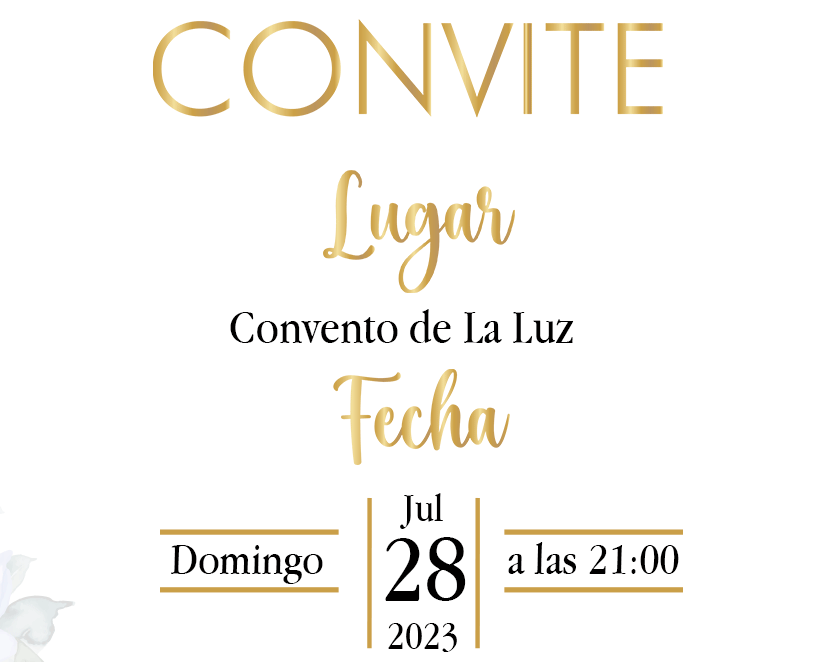 CONVITE
Lugar
Convento de La Luz
Fecha
Jul
Domingo 28 a las 21:00
2023